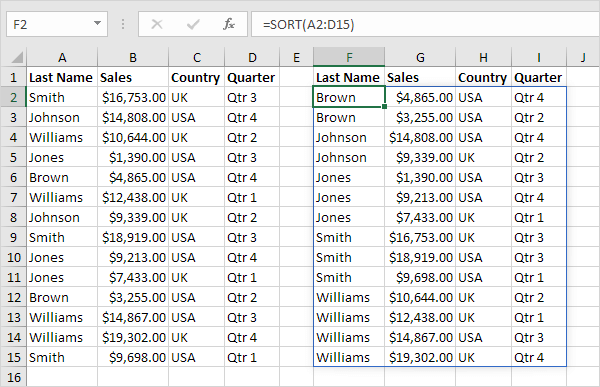 F2 fx =SORT(A2:D15)
A B C D E F G H I J
1 Last Name Sales Country Quarter Last Name Sales Country Quarter
2 Smith $16,753.00 UK Qtr 3 Brown $4,865.00 USA Qtr 4
3 Johnson $14,808.00 USA Qtr 4 Brown $3,255.00 USA Qtr 2
4 Williams $10,644.00 UK Qtr 2 Johnson $14,808.00 USA Qtr 4
5 Jones $1,390.00 USA Qtr 3 Johnson $9,339.00 UK Qtr 2
6 Brown $4,865.00 USA Qtr 4 Jones $1,390.00 USA Qtr 3
7 Williams $12,438.00 UK Qtr 1 Jones $9,213.00 USA Qtr 4
8 Johnson $9,339.00 UK Qtr 2 Jones $7,433.00 UK Qtr 1
9 Smith $18,919.00 USA Qtr 3 Smith $16,753.00 UK Qtr 3
10 Jones $9,213.00 USA Qtr 4 Smith $18,919.00 USA Qtr 3
11 Jones $7,433.00 UK Qtr 1 Smith $9,698.00 USA Qtr 1
12 Brown $3,255.00 USA Qtr 2 Williams $10,644.00 UK Qtr 2
13 Williams $14,867.00 USA Qtr 3 Williams $12,438.00 UK Qtr 1
14 Williams $19,302.00 UK Qtr 4 Williams $14,867.00 USA Qtr 3
15 Smith $9,698.00 USA Qtr 1 Williams $19,302.00 UK Qtr 4
16